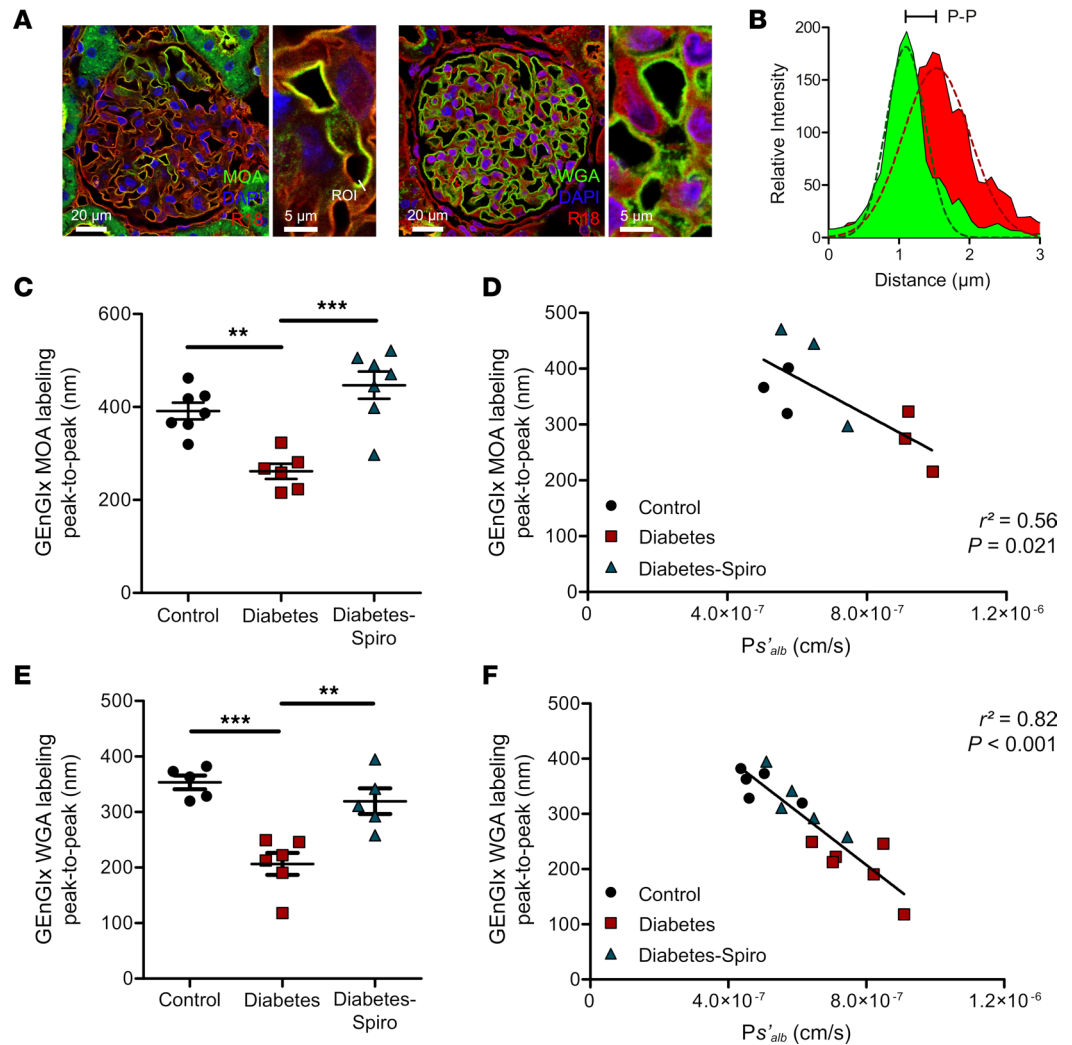 A
MOA
DAPI
R18
20 µm
ROI
5 µm
WGA
DAPI
R18
20 µm
5 µm
B
P-P
Relative Intensity
200
150
100
50
0
0 1 2 3
Distance (µm)
C
GEnGlx MOA labeling
peak-to-peak (nm)
600
400
200
0
**
***
Control
Diabetes
Diabetes-
Spiro
D
GEnGlx MOA labeling
peak-to-peak (nm)
500
400
300
200
100
0
Control
Diabetes
Diabetes-Spiro
r² = 0.56
P = 0.021
0 4.0×10⁻⁷ 8.0×10⁻⁷ 1.2×10⁻⁶
Ps'alb (cm/s)
E
GEnGlx WGA labeling
peak-to-peak (nm)
500
400
300
200
100
0
***
**
Control
Diabetes
Diabetes-
Spiro
F
GEnGlx WGA labeling
peak-to-peak (nm)
500
400
300
200
100
0
r² = 0.82
P < 0.001
Control
Diabetes
Diabetes-Spiro
0 4.0×10⁻⁷ 8.0×10⁻⁷ 1.2×10⁻⁶
Ps'alb (cm/s)